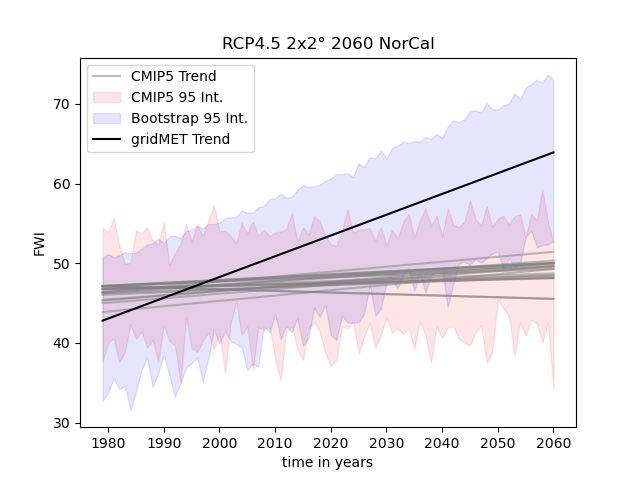 RCP4.5 2x2° 2060 NorCal
CMIP5 Trend
CMIP5 95 Int.
Bootstrap 95 Int.
gridMET Trend
70
60
50
40
30
FWI
1980 1990 2000 2010 2020 2030 2040 2050 2060
time in years